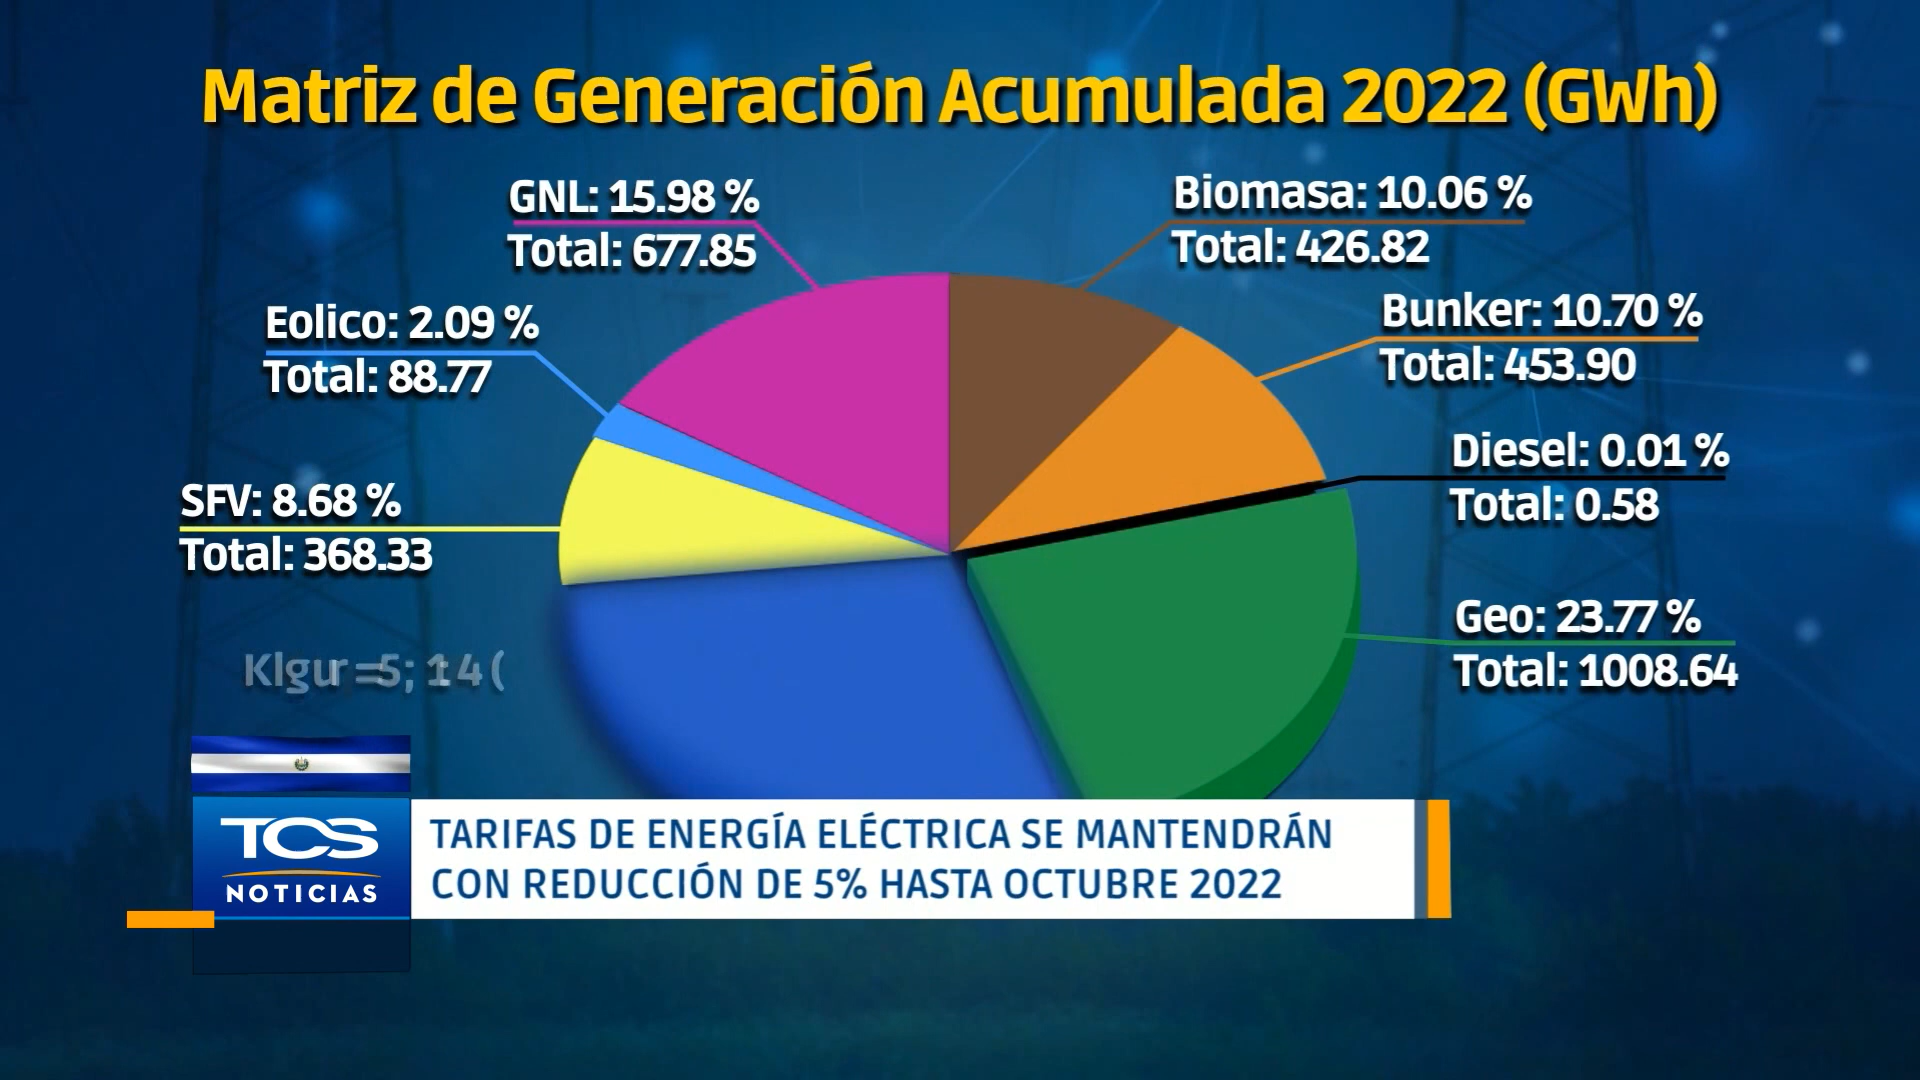 Matriz de Generación Acumulada 2022 (GWh)
GNL: 15.98 %
Total: 677.85
Biomasa: 10.06 %
Total: 426.82
Eolico: 2.09 %
Total: 88.77
Bunker: 10.70 %
Total: 453.90
Diesel: 0.01 %
Total: 0.58
SFV: 8.68 %
Total: 368.33
Geo: 23.77 %
Total: 1008.64
TCS
NOTICIAS
TARIFAS DE ENERGÍA ELÉCTRICA SE MANTENDRÁN
CON REDUCCIÓN DE 5% HASTA OCTUBRE 2022